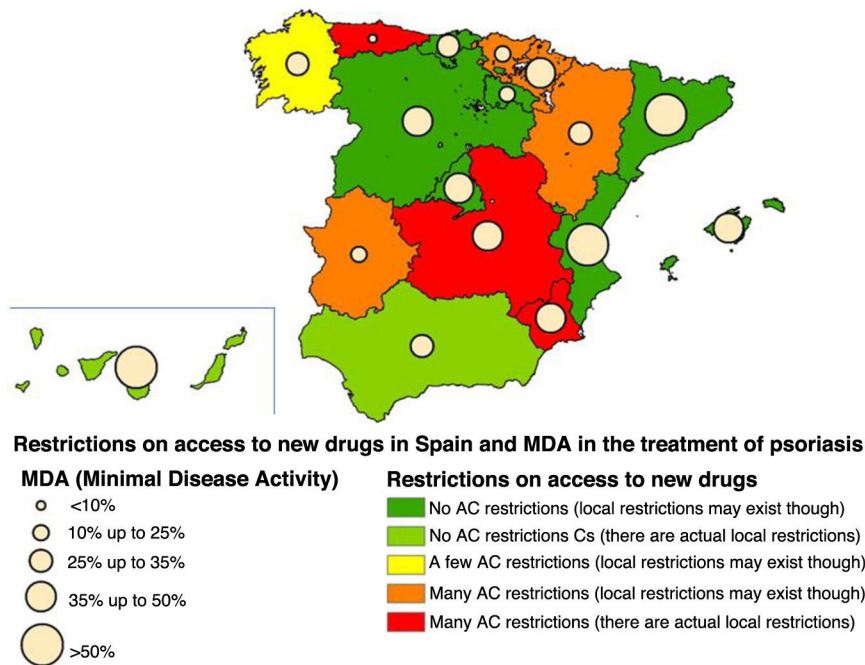 Restrictions on access to new drugs in Spain and MDA in the treatment of psoriasis
MDA (Minimal Disease Activity)
<10%
10% up to 25%
25% up to 35%
35% up to 50%
>50%
Restrictions on access to new drugs
No AC restrictions (local restrictions may exist though)
No AC restrictions Cs (there are actual local restrictions)
A few AC restrictions (local restrictions may exist though)
Many AC restrictions (local restrictions may exist though)
Many AC restrictions (there are actual local restrictions)